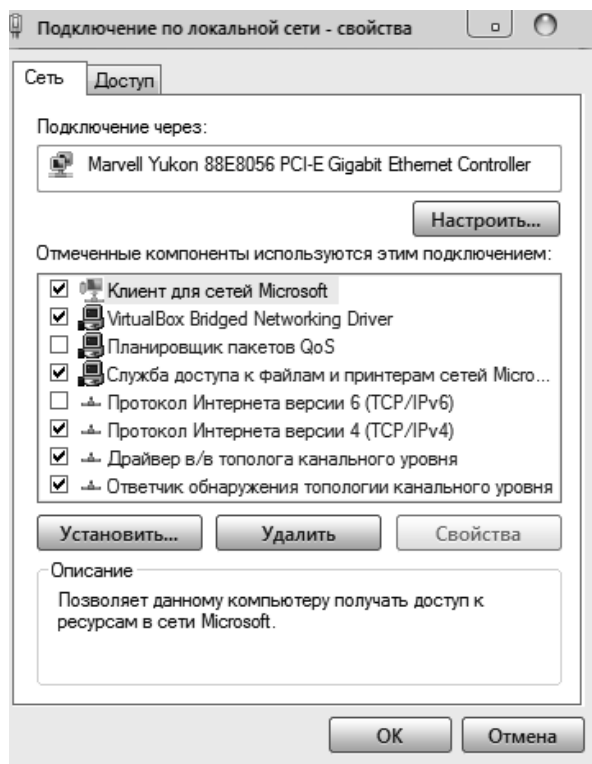 Подключение по локальной сети - свойства
Сеть
Доступ
Подключение через:
Marvell Yukon 88E8056 PCI-E Gigabit Ethernet Controller
Настроить...
Отмеченные компоненты используются этим подключением:
Клиент для сетей Microsoft
VirtualBox Bridged Networking Driver
Планировщик пакетов QoS
Служба доступа к файлам и принтерам сетей Micro...
Протокол Интернета версии 6 (TCP/IPv6)
Протокол Интернета версии 4 (TCP/IPv4)
Драйвер в/в тополога канального уровня
Ответчик обнаружения топологии канального уровня
Установить...
Удалить
Свойства
Описание
Позволяет данному компьютеру получать доступ к
ресурсам в сети Microsoft.
OK
Отмена